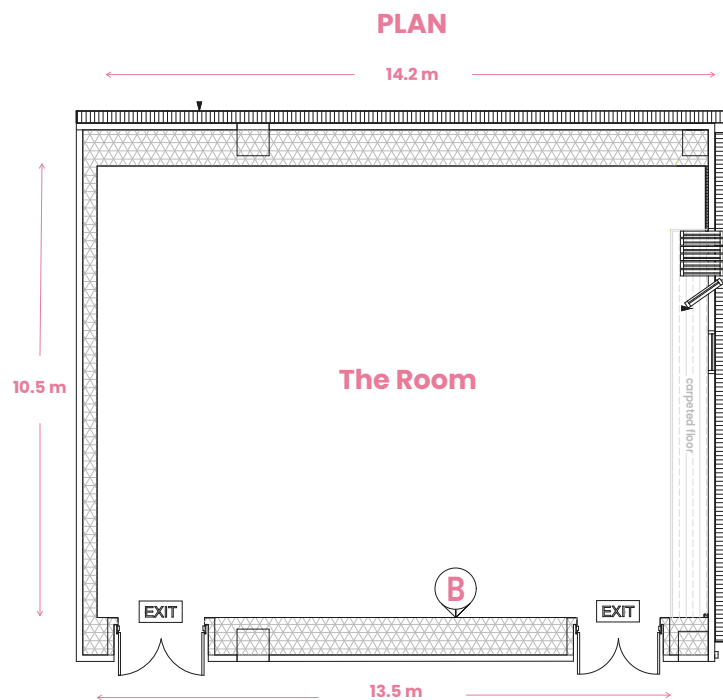 PLAN
14.2 m
10.5 m
The Room
carpeted floor
B
EXIT
EXIT
13.5 m